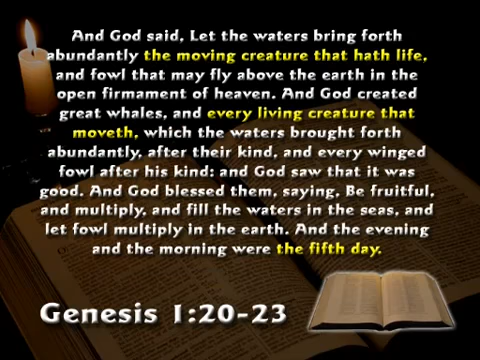 And God said, Let the waters bring forth
abundantly the moving creature that hath life,
and fowl that may fly above the earth in the
open firmament of heaven. And God created
great whales, and every living creature that
moveth, which the waters brought forth
abundantly, after their kind, and every winged
fowl after his kind: and God saw that it was
good. And God blessed them, saying, Be fruitful,
and multiply, and fill the waters in the seas, and
let fowl multiply in the earth. And the evening
and the morning were the fifth day.
Genesis 1:20-23